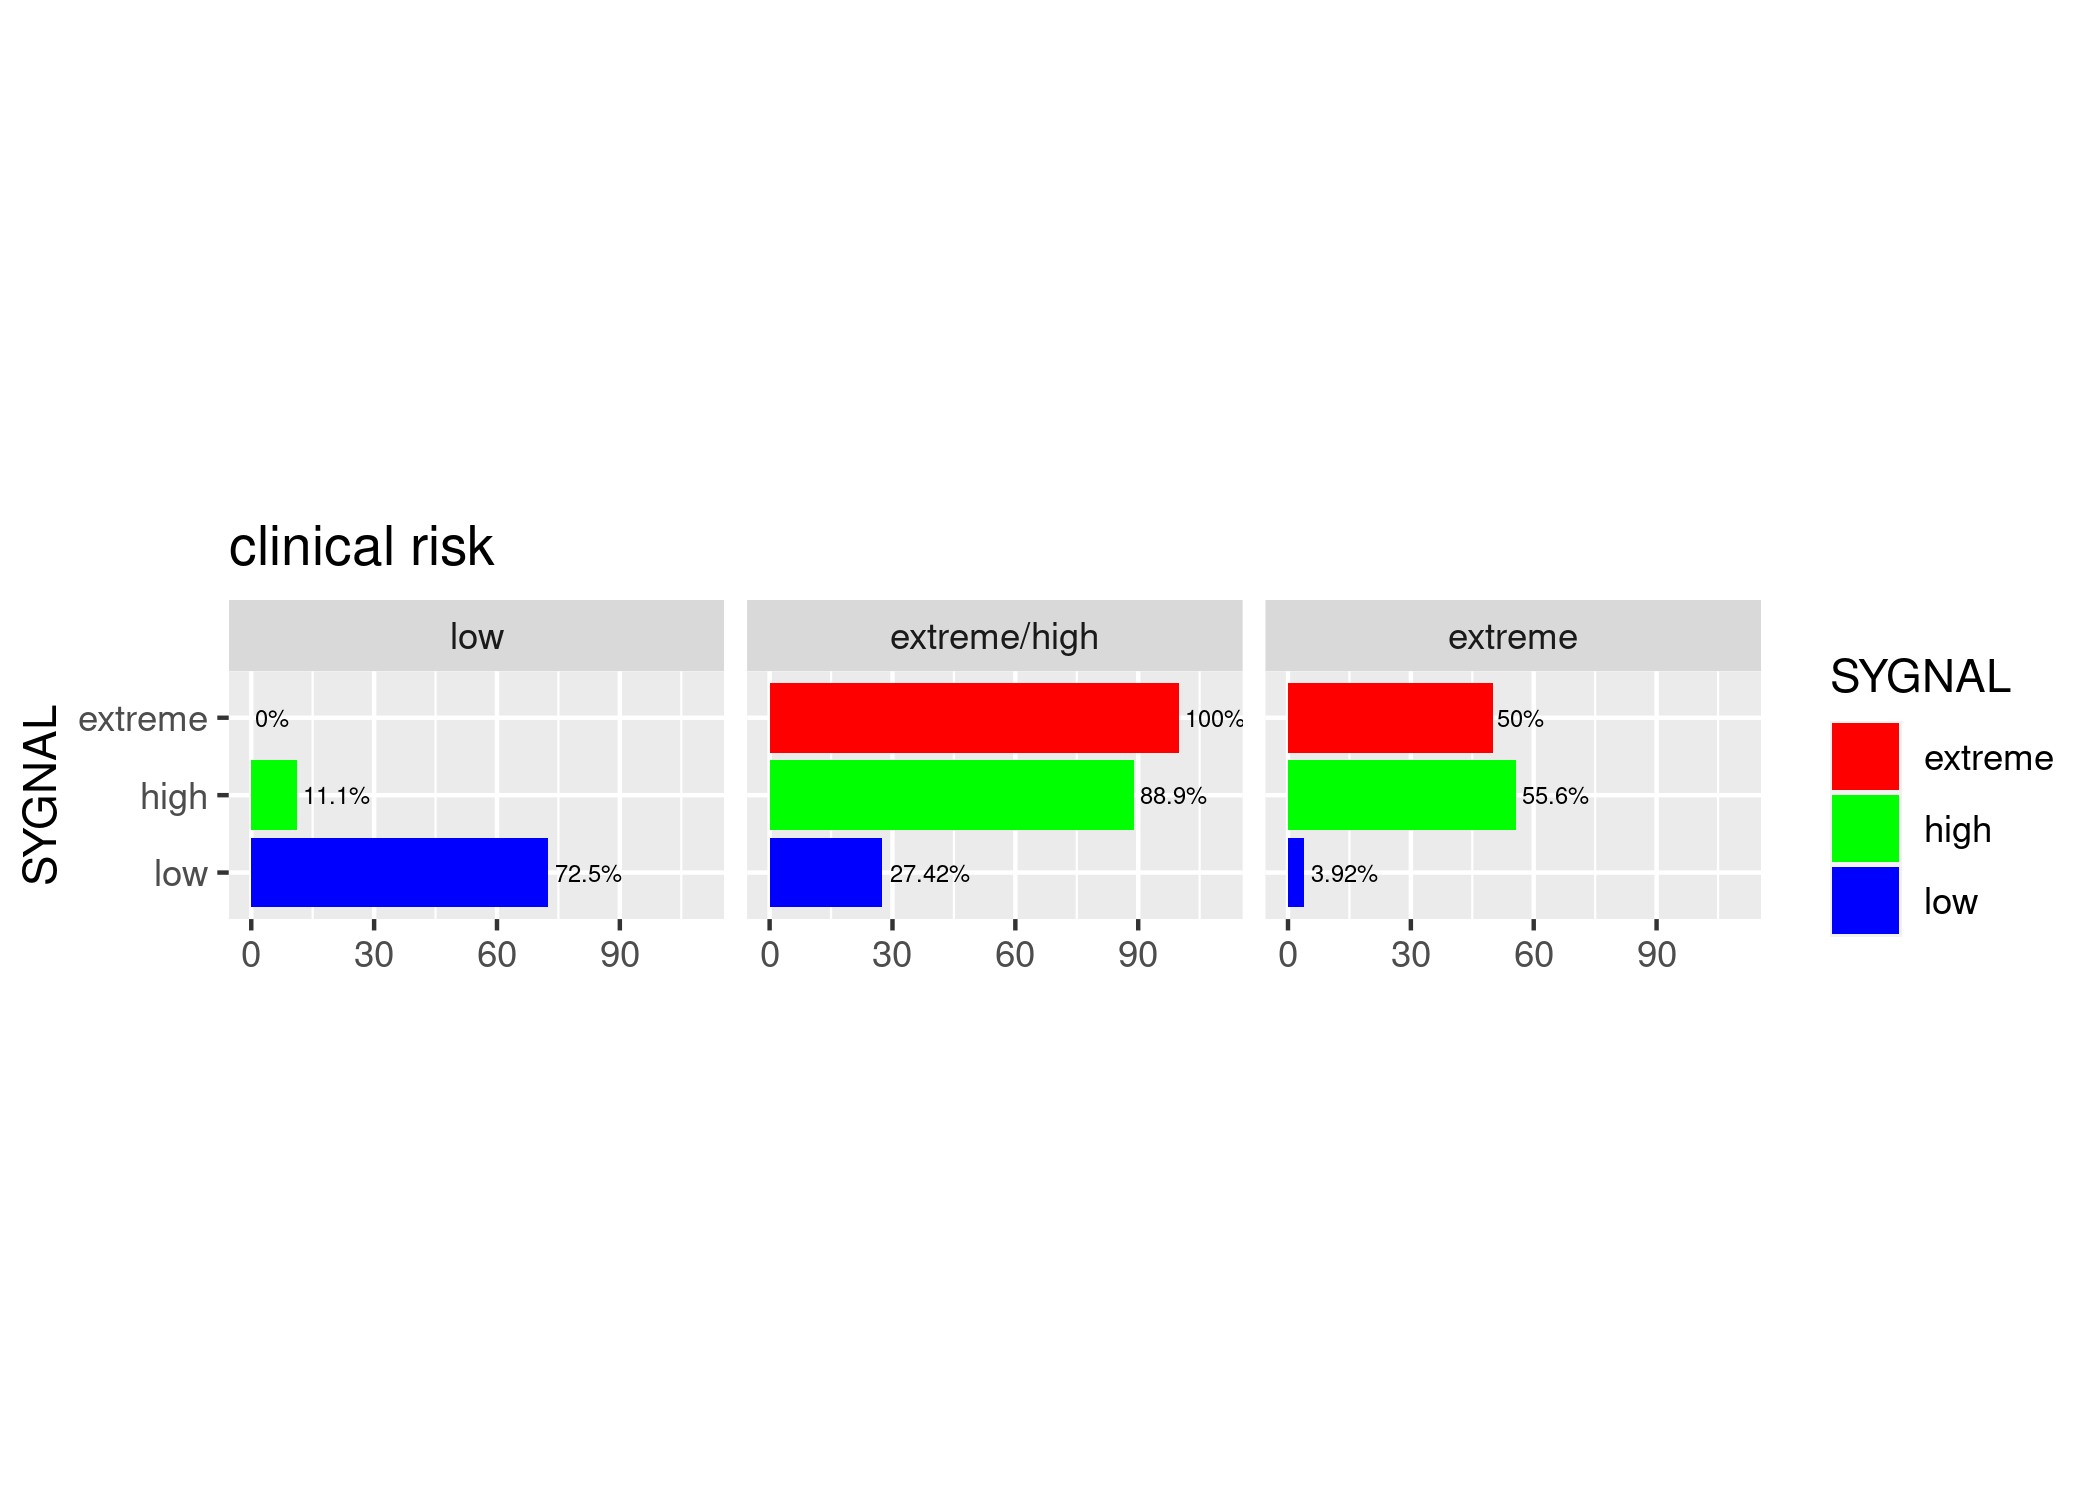 clinical risk
low
extreme/high
extreme
SYGNAL
extreme
high
low
0%
11.1%
72.5%
100%
88.9%
27.42%
50%
55.6%
3.92%
0 30 60 90
0 30 60 90
0 30 60 90
SYGNAL
extreme
high
low